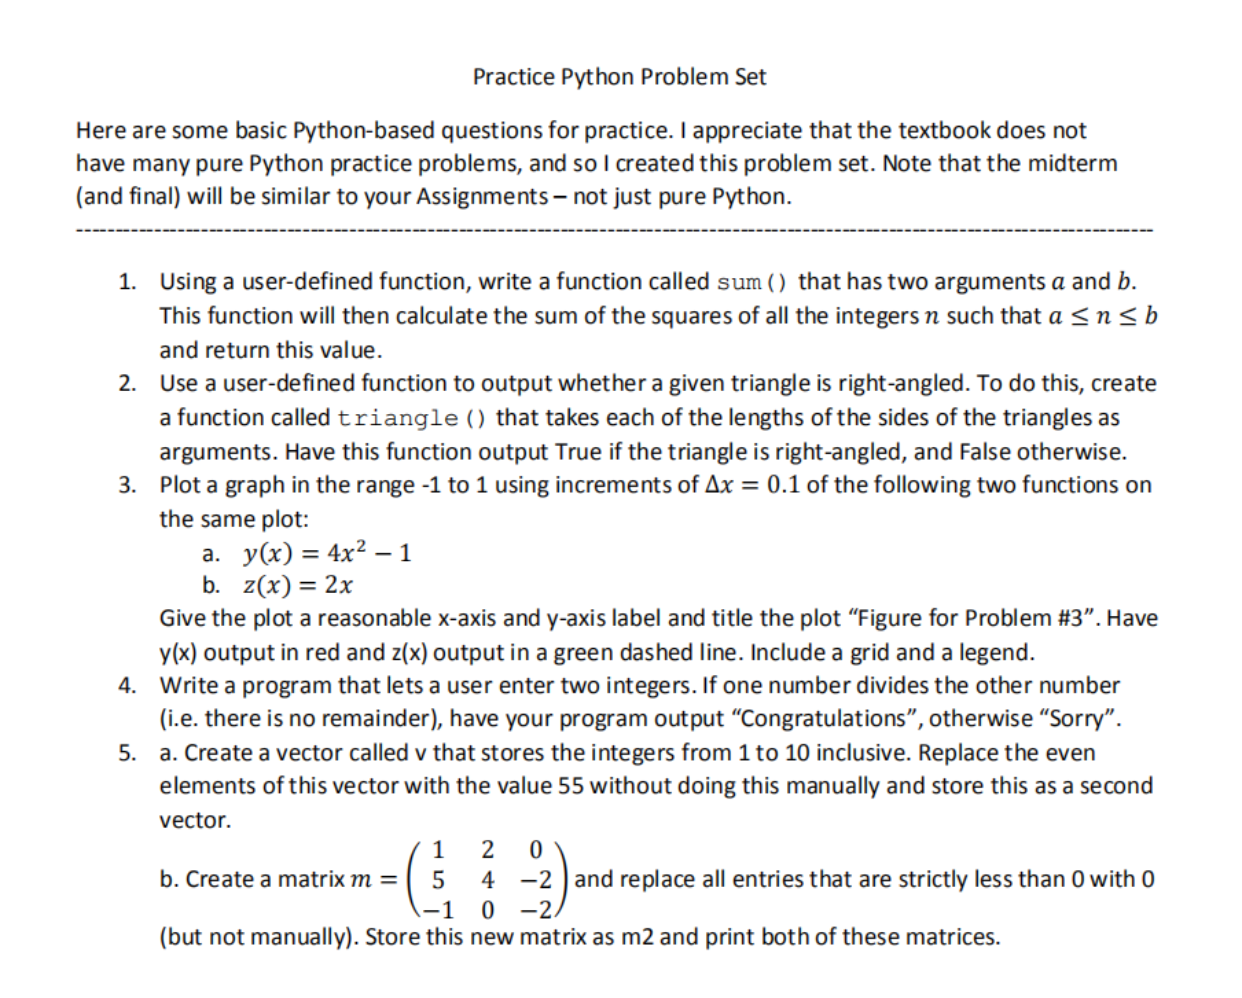 Practice Python Problem Set
Here are some basic Python-based questions for practice. I appreciate that the textbook does not
have many pure Python practice problems, and so I created this problem set. Note that the midterm
(and final) will be similar to your Assignments – not just pure Python.
1. Using a user-defined function, write a function called sum() that has two arguments a and b.
This function will then calculate the sum of the squares of all the integers n such that a ≤ n ≤ b
and return this value.
2. Use a user-defined function to output whether a given triangle is right-angled. To do this, create
a function called triangle() that takes each of the lengths of the sides of the triangles as
arguments. Have this function output True if the triangle is right-angled, and False otherwise.
3. Plot a graph in the range -1 to 1 using increments of Δx = 0.1 of the following two functions on
the same plot:
a. y(x) = 4x² − 1
b. z(x) = 2x
Give the plot a reasonable x-axis and y-axis label and title the plot “Figure for Problem #3”. Have
y(x) output in red and z(x) output in a green dashed line. Include a grid and a legend.
4. Write a program that lets a user enter two integers. If one number divides the other number
(i.e. there is no remainder), have your program output “Congratulations”, otherwise “Sorry”.
5. a. Create a vector called v that stores the integers from 1 to 10 inclusive. Replace the even
elements of this vector with the value 55 without doing this manually and store this as a second
vector.
1 2 0
b. Create a matrix m = ( 5 4 −2 ) and replace all entries that are strictly less than 0 with 0
−1 0 −2
(but not manually). Store this new matrix as m2 and print both of these matrices.